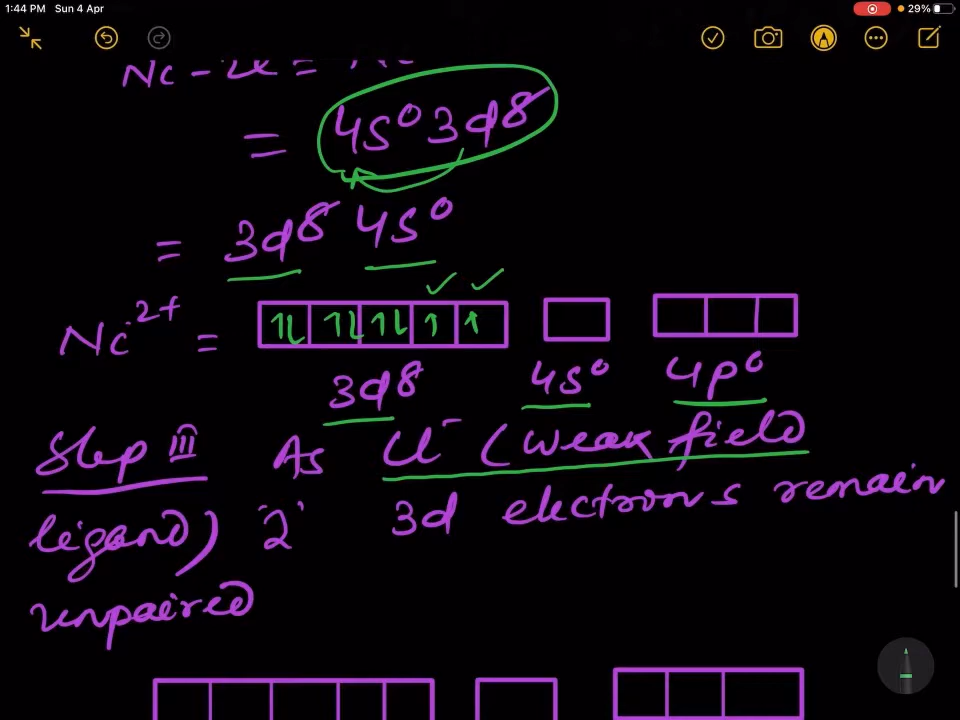 1:44 PM Sun 4 Apr 29%
= 4s⁰3d8
= 3d8 4s⁰
Ni²⁺ =
3d8 4s⁰ 4p⁰
Step III As Cl⁻ (weak field
ligand) '2' 3d electrons remain
unpaired